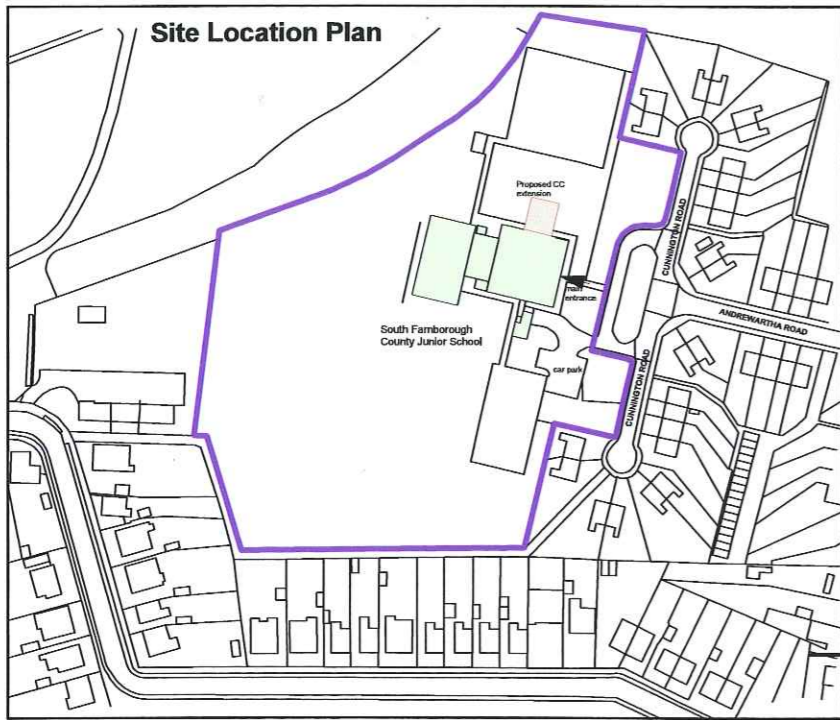 Site Location Plan
Proposed CC
extension
CUNNINGTON ROAD
main
entrance
ANDREWARTHA ROAD
South Farnborough
County Junior School
car park
CUNNINGTON ROAD